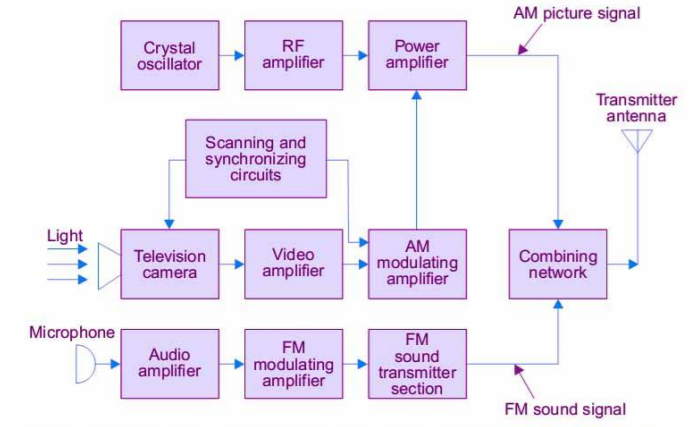 AM picture signal
Crystal
oscillator
RF
amplifier
Power
amplifier
Transmitter
antenna
Scanning and
synchronizing
circuits
Light
Television
camera
Video
amplifier
AM
modulating
amplifier
Combining
network
Microphone
Audio
amplifier
FM
modulating
amplifier
FM
sound
transmitter
section
FM sound signal